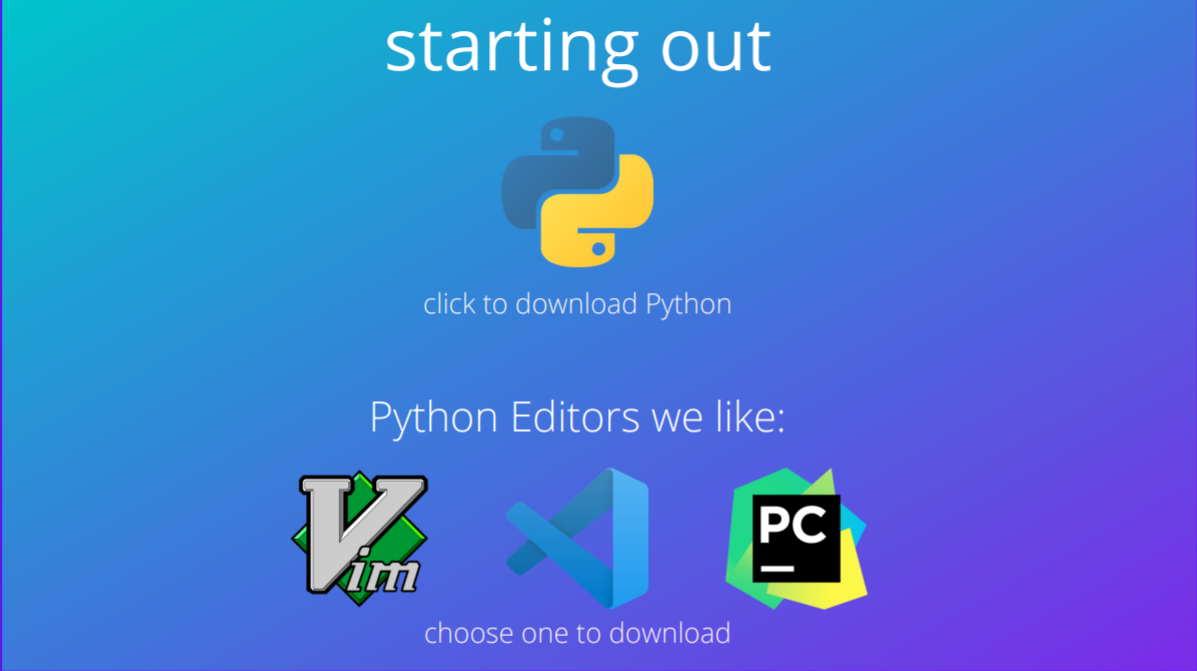 starting out
click to download Python
Python Editors we like:
Vim
PC
choose one to download